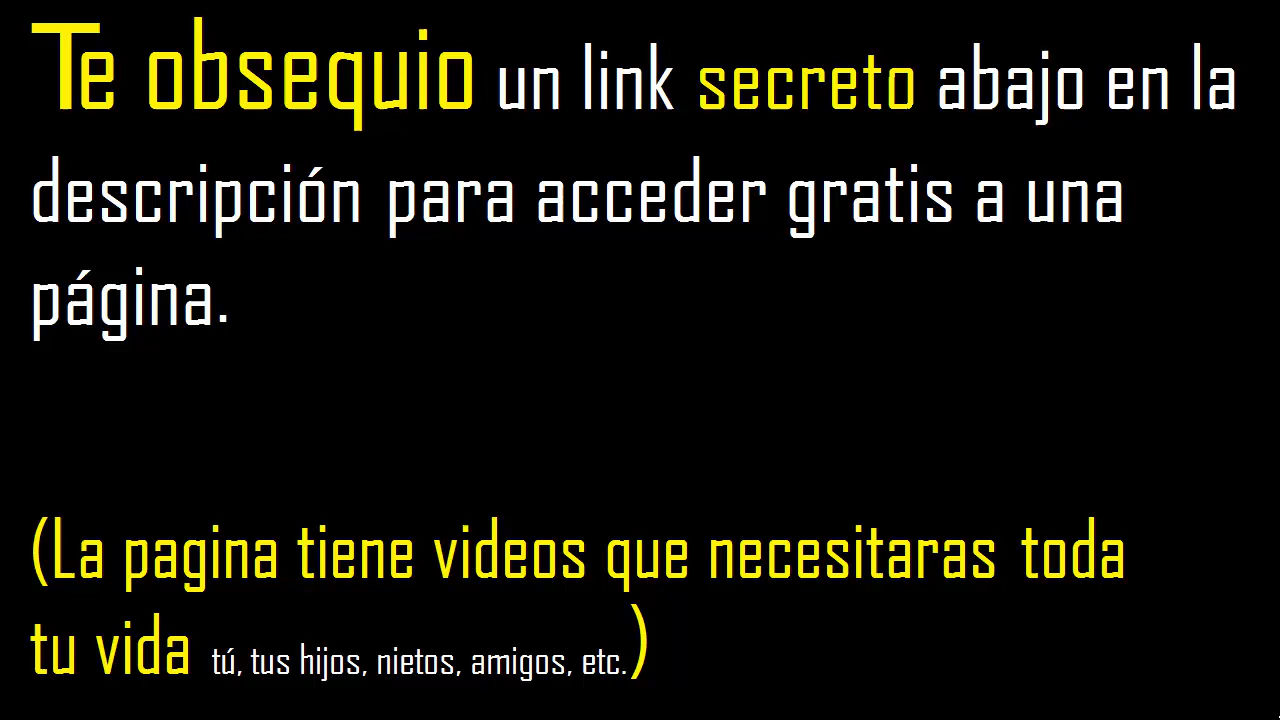 Te obsequio un link secreto abajo en la
descripción para acceder gratis a una
página.
(La pagina tiene videos que necesitaras toda
tu vida tú, tus hijos, nietos, amigos, etc.)